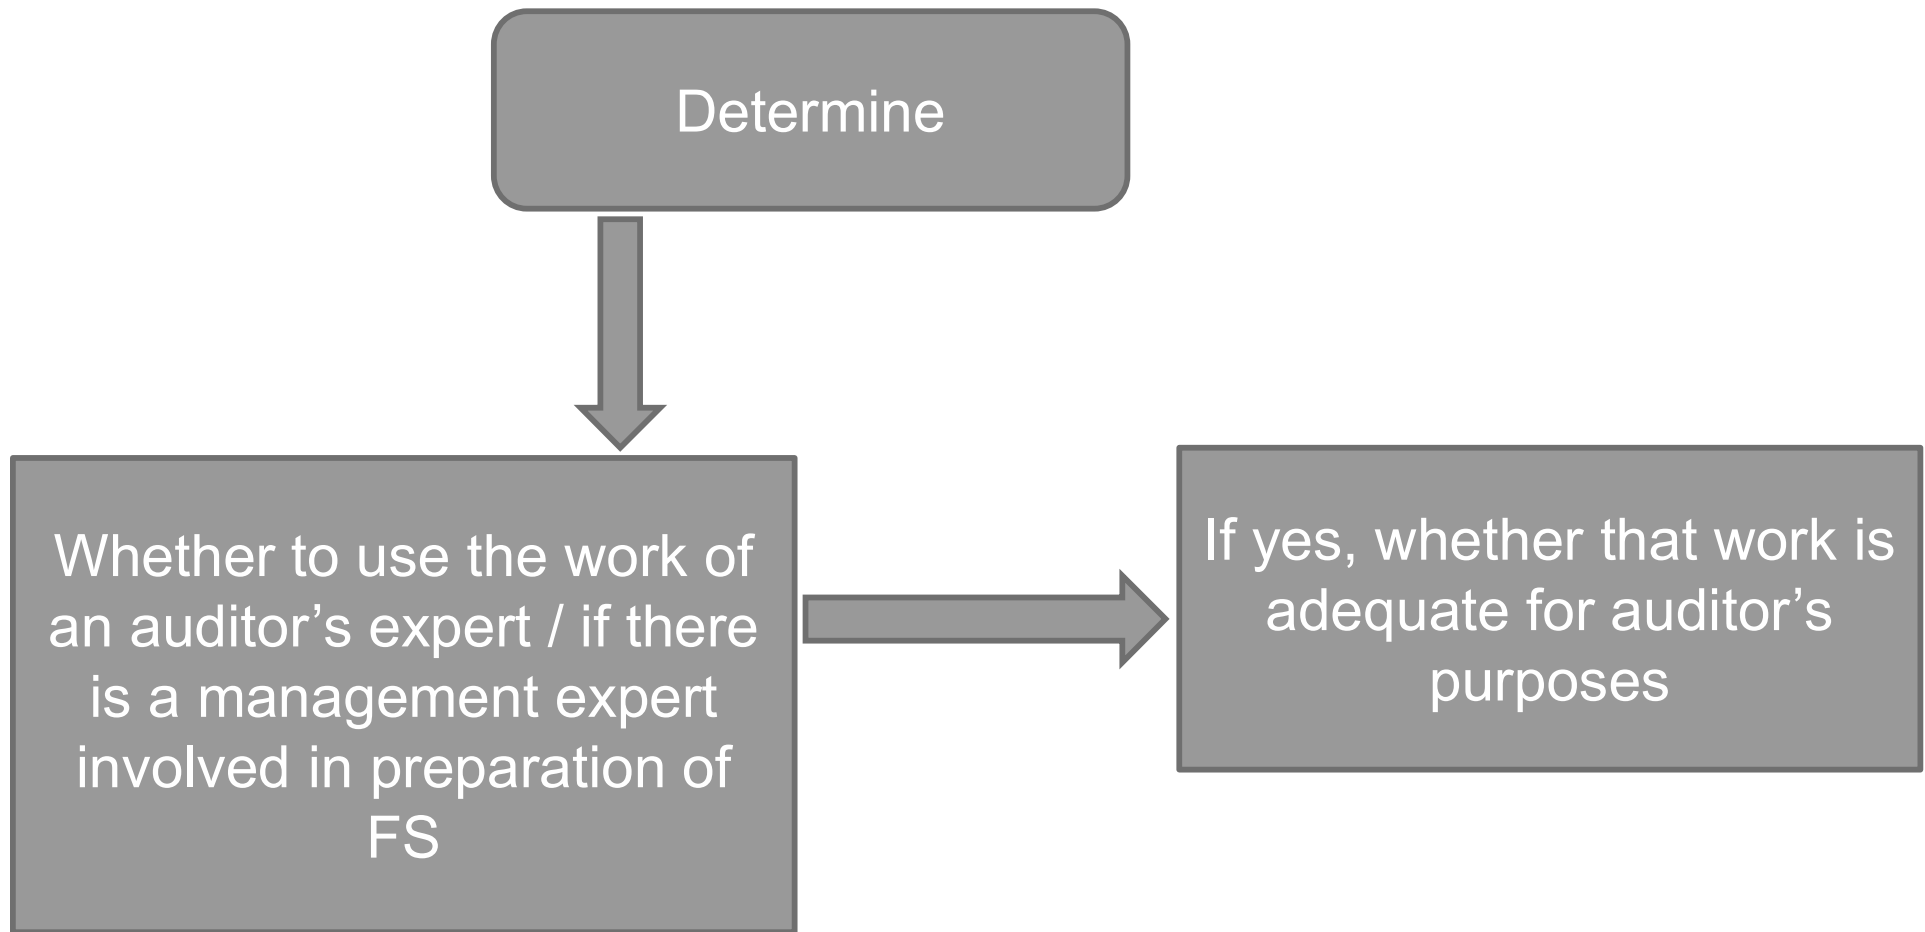 Determine
Whether to use the work of
an auditor’s expert / if there
is a management expert
involved in preparation of
FS
If yes, whether that work is
adequate for auditor’s
purposes